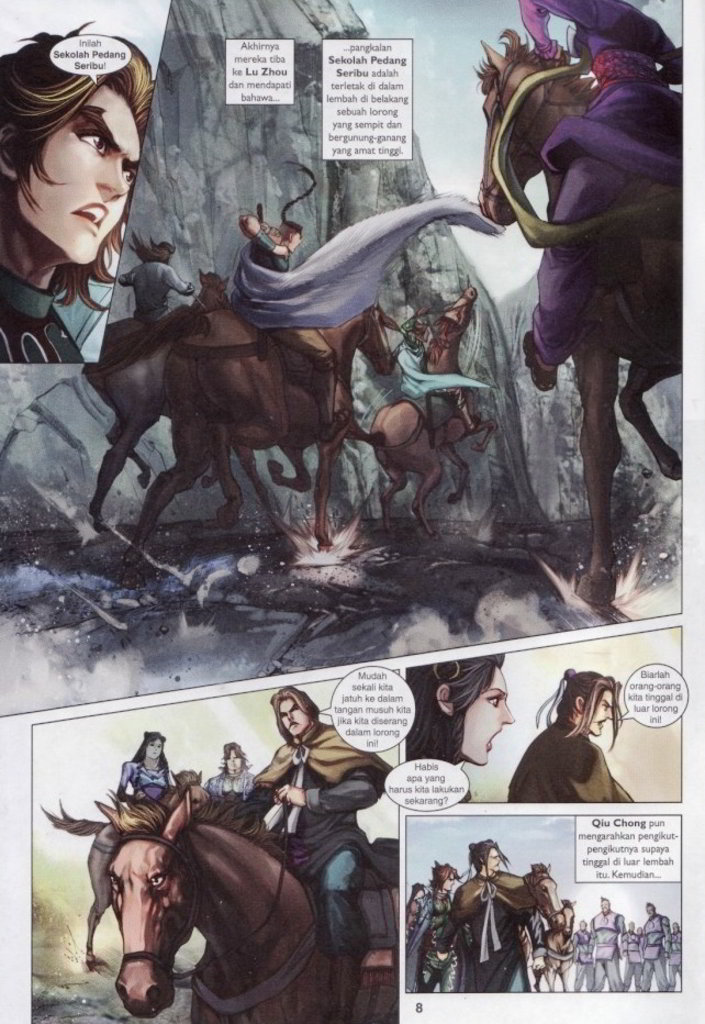 Inilah
Sekolah Pedang
Seribu!
Akhirnya
mereka tiba
ke Lu Zhou
dan mendapati
bahawa...
...pangkalan
Sekolah Pedang
Seribu adalah
terletak di dalam
lembah di belakang
sebuah lorong
yang sempit dan
bergunung-ganang
yang amat tinggi.
Mudah
sekali kita
jatuh ke dalam
tangan musuh kita
jika kita diserang
dalam lorong
ini!
Habis
apa yang
harus kita lakukan
sekarang?
Biarlah
orang-orang
kita tinggal di
luar lorong
ini!
Qiu Chong pun
mengarahkan pengikut-
pengikutnya supaya
tinggal di luar lembah
itu. Kemudian...
8